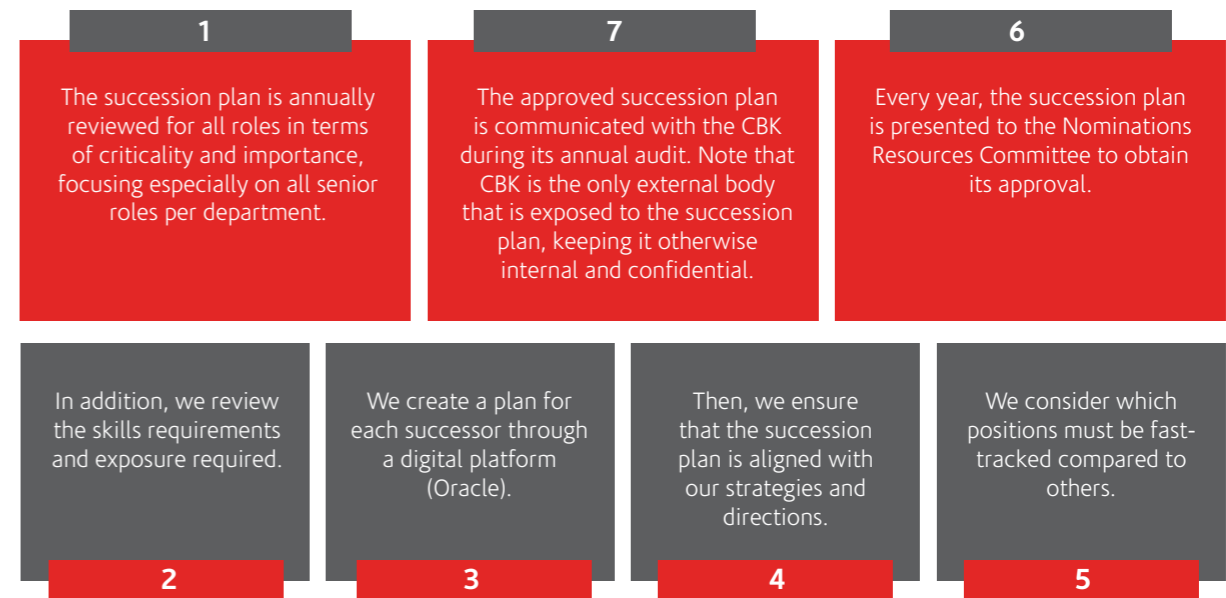 1
The succession plan is annually
reviewed for all roles in terms
of criticality and importance,
focusing especially on all senior
roles per department.
7
The approved succession plan
is communicated with the CBK
during its annual audit. Note that
CBK is the only external body
that is exposed to the succession
plan, keeping it otherwise
internal and confidential.
6
Every year, the succession plan
is presented to the Nominations
Resources Committee to obtain
its approval.
In addition, we review
the skills requirements
and exposure required.
2
We create a plan for
each successor through
a digital platform
(Oracle).
3
Then, we ensure
that the succession
plan is aligned with
our strategies and
directions.
4
We consider which
positions must be fast-
tracked compared to
others.
5